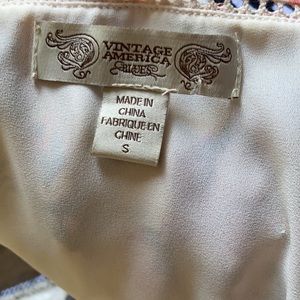 VINTAGE
AMERICA
BLUES
MADE IN
CHINA
FABRIQUE EN
CHINE
S